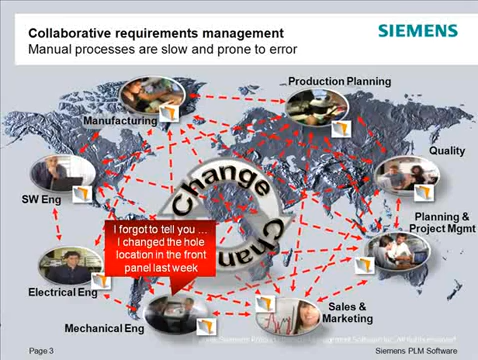 Collaborative requirements management
Manual processes are slow and prone to error
SIEMENS
Production Planning
Manufacturing
Quality
Change
SW Eng
Planning &
Project Mgmt
I forgot to tell you ...
I changed the hole
location in the front
panel last week
Electrical Eng
Sales &
Marketing
Mechanical Eng
Page 3
Siemens PLM Software